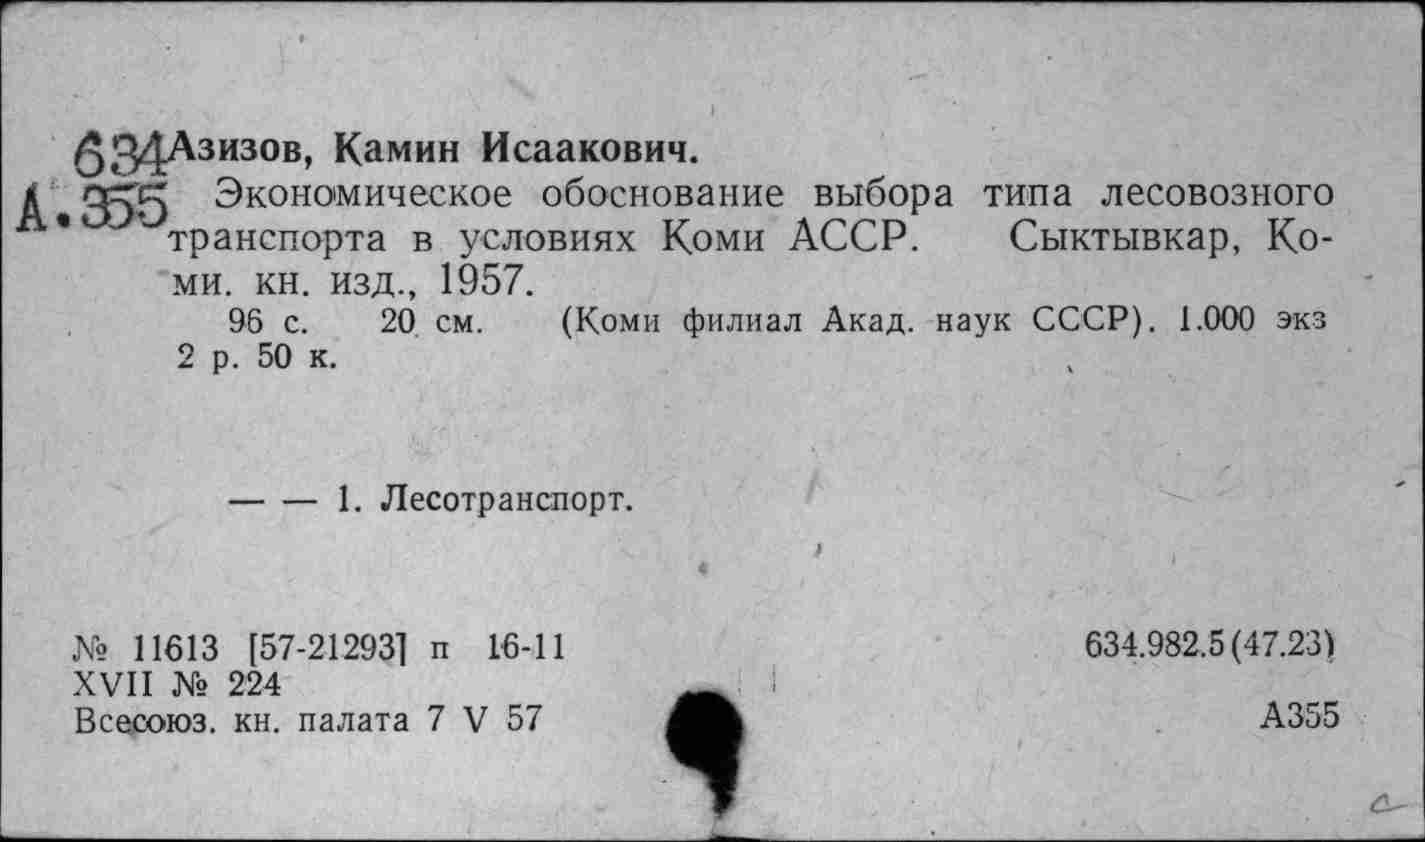 634 Азизов, Камин Исаакович.
А.355 Экономическое обоснование выбора типа лесовозного
транспорта в условиях Коми АССР. Сыктывкар, Ко-
ми. кн. изд., 1957.
96 с. 20 см. (Коми филиал Акад. наук СССР). 1.000 экз
2 р. 50 к.
— — 1. Лесотранспорт.
№ 11613 [57-21293] п 16-11 634.982.5(47.23)
XVII № 224
Всесоюз. кн. палата 7 V 57 А355